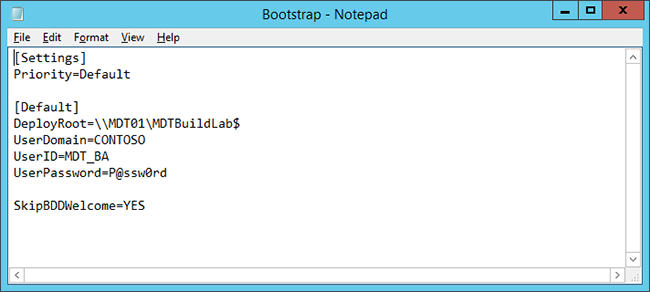 Bootstrap - Notepad
File Edit Format View Help
[Settings]
Priority=Default
[Default]
DeployRoot=\\MDT01\MDTBuildLab$
UserDomain=CONTOSO
UserID=MDT_BA
UserPassword=P@ssw0rd
SkipBDDWelcome=YES